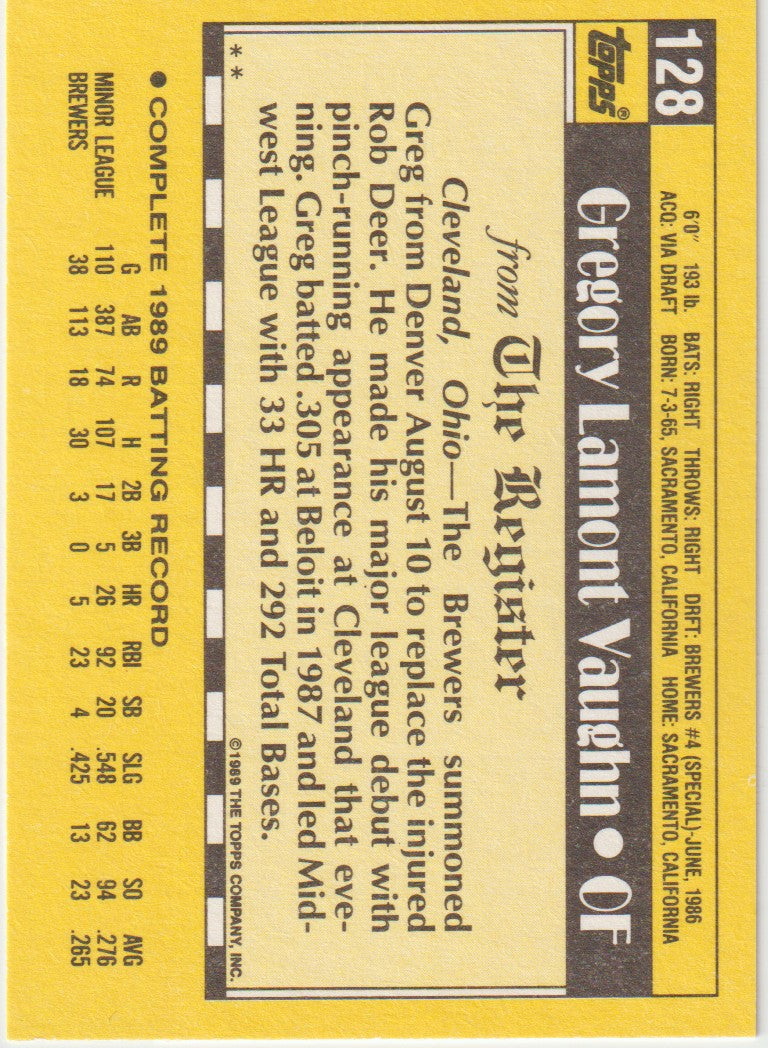 128
6'0" 193 lb. BATS: RIGHT THROWS: RIGHT DRFT: BREWERS #4 (SPECIAL)-JUNE, 1986
ACQ: VIA DRAFT BORN: 7-3-65, SACRAMENTO, CALIFORNIA HOME: SACRAMENTO, CALIFORNIA
topps®
Gregory Lamont Vaughn • OF
from The Register
Cleveland, Ohio—The Brewers summoned
Greg from Denver August 10 to replace the injured
Rob Deer. He made his major league debut with
pinch-running appearance at Cleveland that eve-
ning. Greg batted .305 at Beloit in 1987 and led Mid-
west League with 33 HR and 292 Total Bases.
**
©1989 THE TOPPS COMPANY, INC.
• COMPLETE 1989 BATTING RECORD
G AB R H 2B 3B HR RBI SB SLG BB SO AVG
MINOR LEAGUE 110 387 74 107 17 5 26 92 20 .548 62 94 .276
BREWERS 38 113 18 30 3 0 5 23 4 .425 13 23 .265